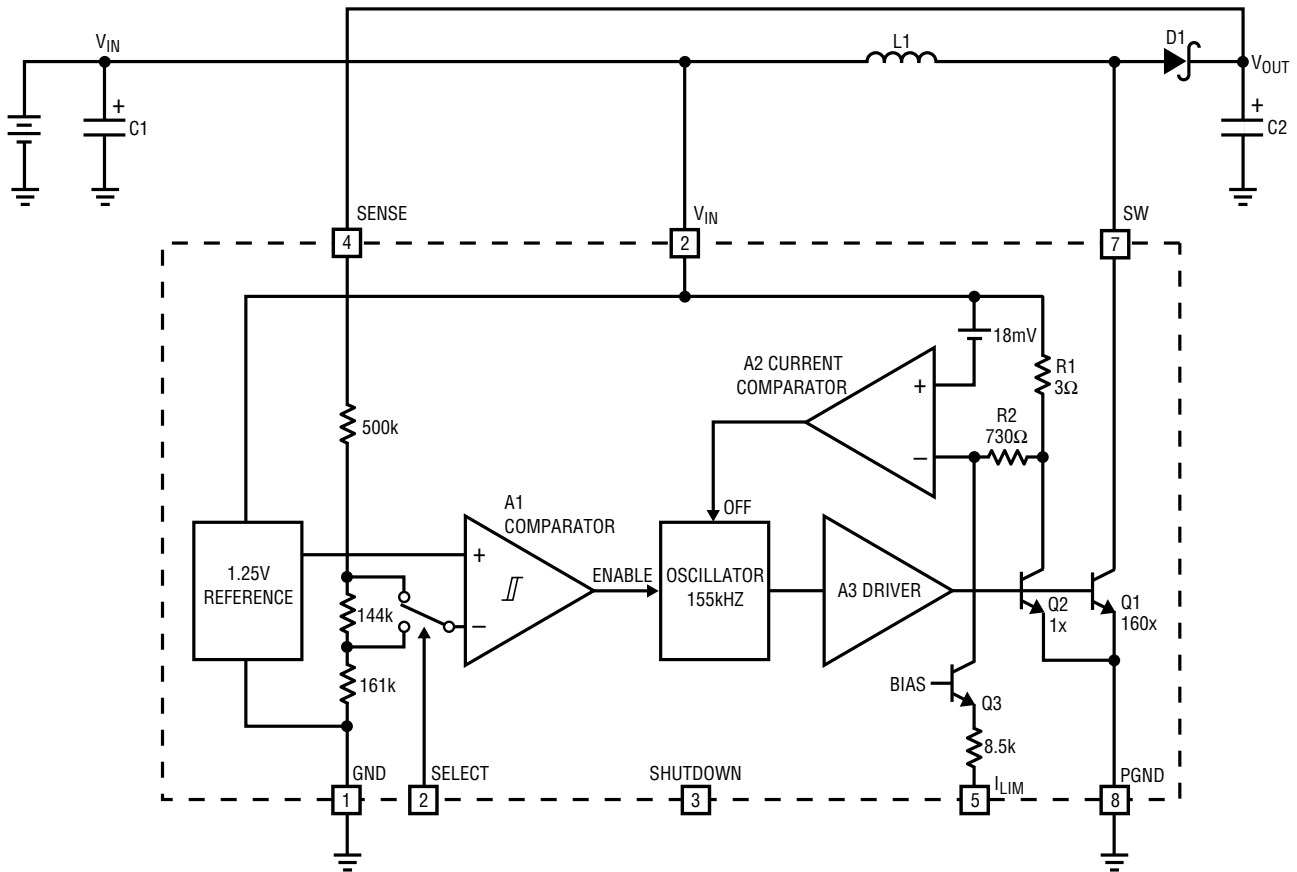 VIN
L1
D1
VOUT
+
C1
+
C2
SENSE
VIN
SW
4
2
7
18mV
A2 CURRENT
COMPARATOR
+
R1
3Ω
R2
730Ω
500k
–
A1
COMPARATOR
OFF
1.25V
REFERENCE
+
ENABLE
OSCILLATOR
155kHZ
A3 DRIVER
144k
–
Q2
1x
Q1
160x
161k
BIAS
Q3
8.5k
GND
SELECT
SHUTDOWN
ILIM
PGND
1
2
3
5
8